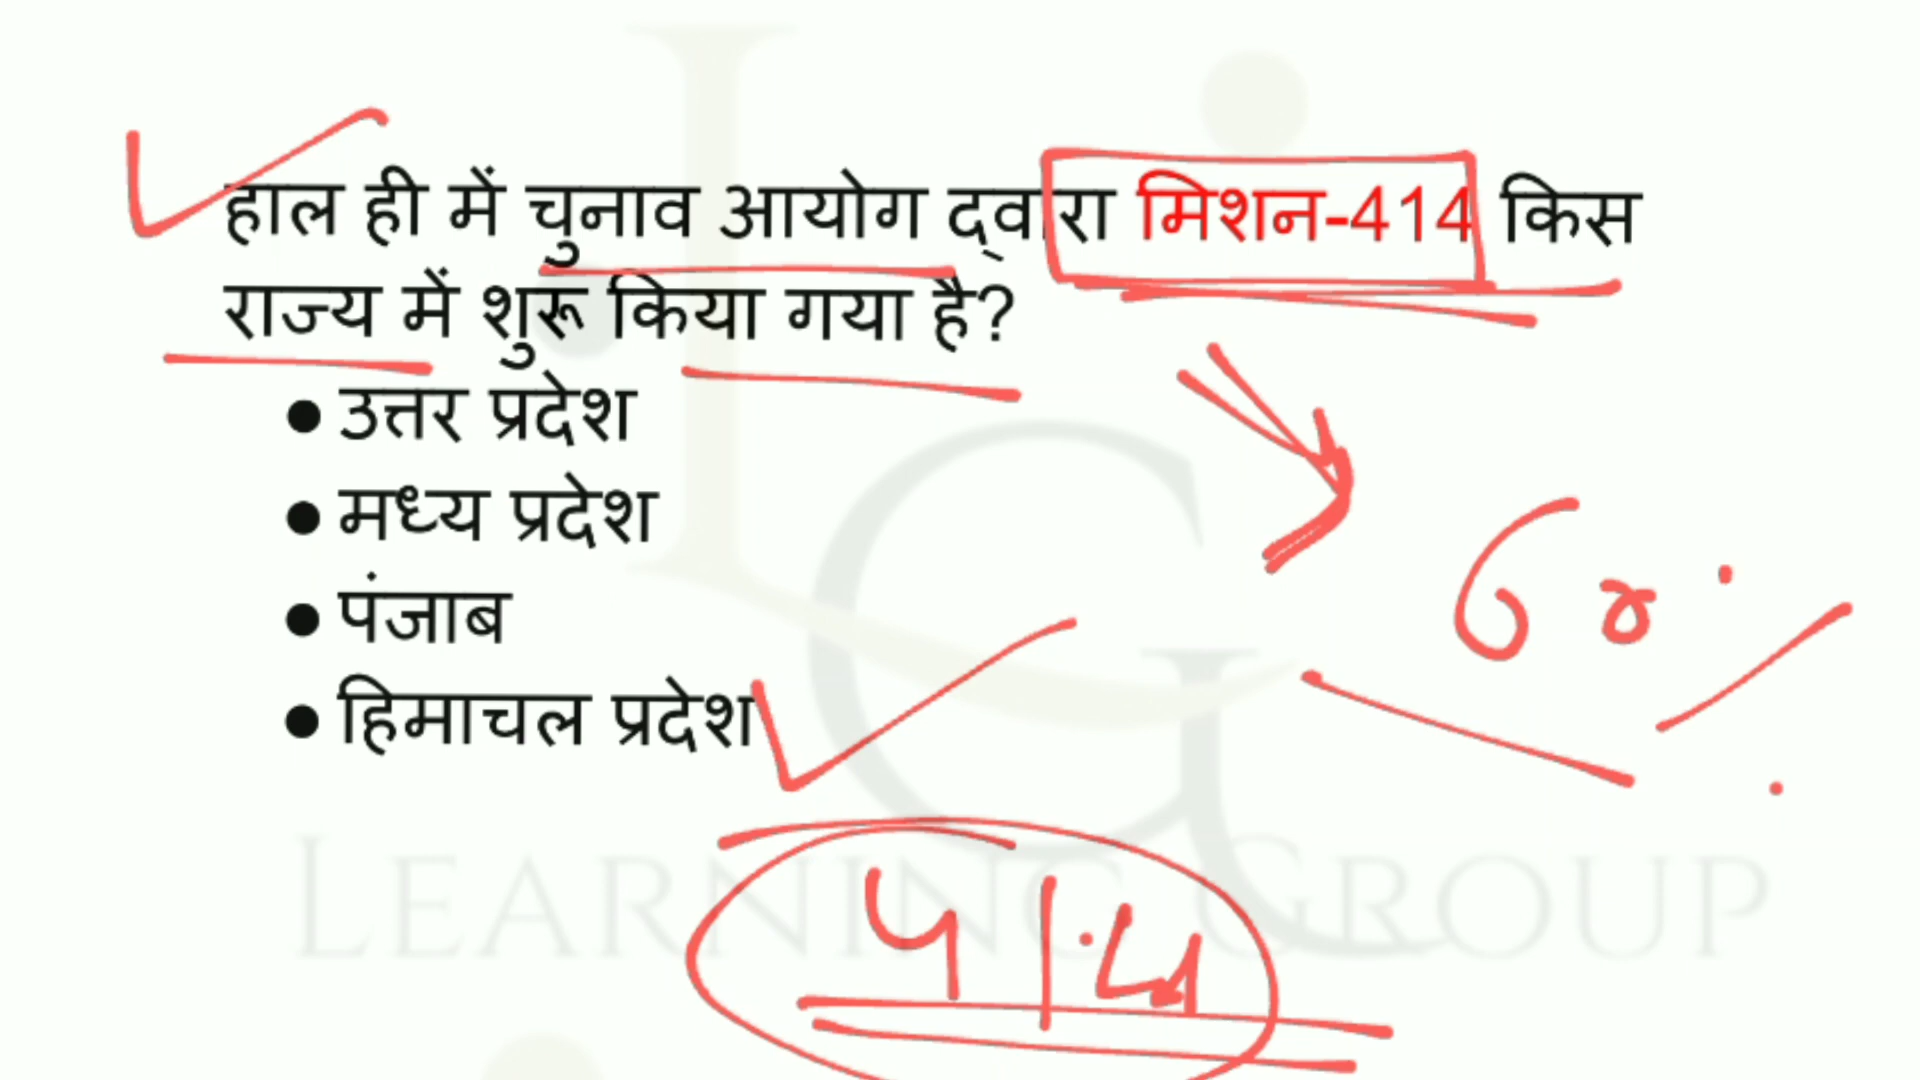 हाल ही में चुनाव आयोग द्वारा मिशन-414 किस
राज्य में शुरू किया गया है?
● उत्तर प्रदेश
● मध्य प्रदेश
● पंजाब
● हिमाचल प्रदेश
60%
414
LEARNING GROUP